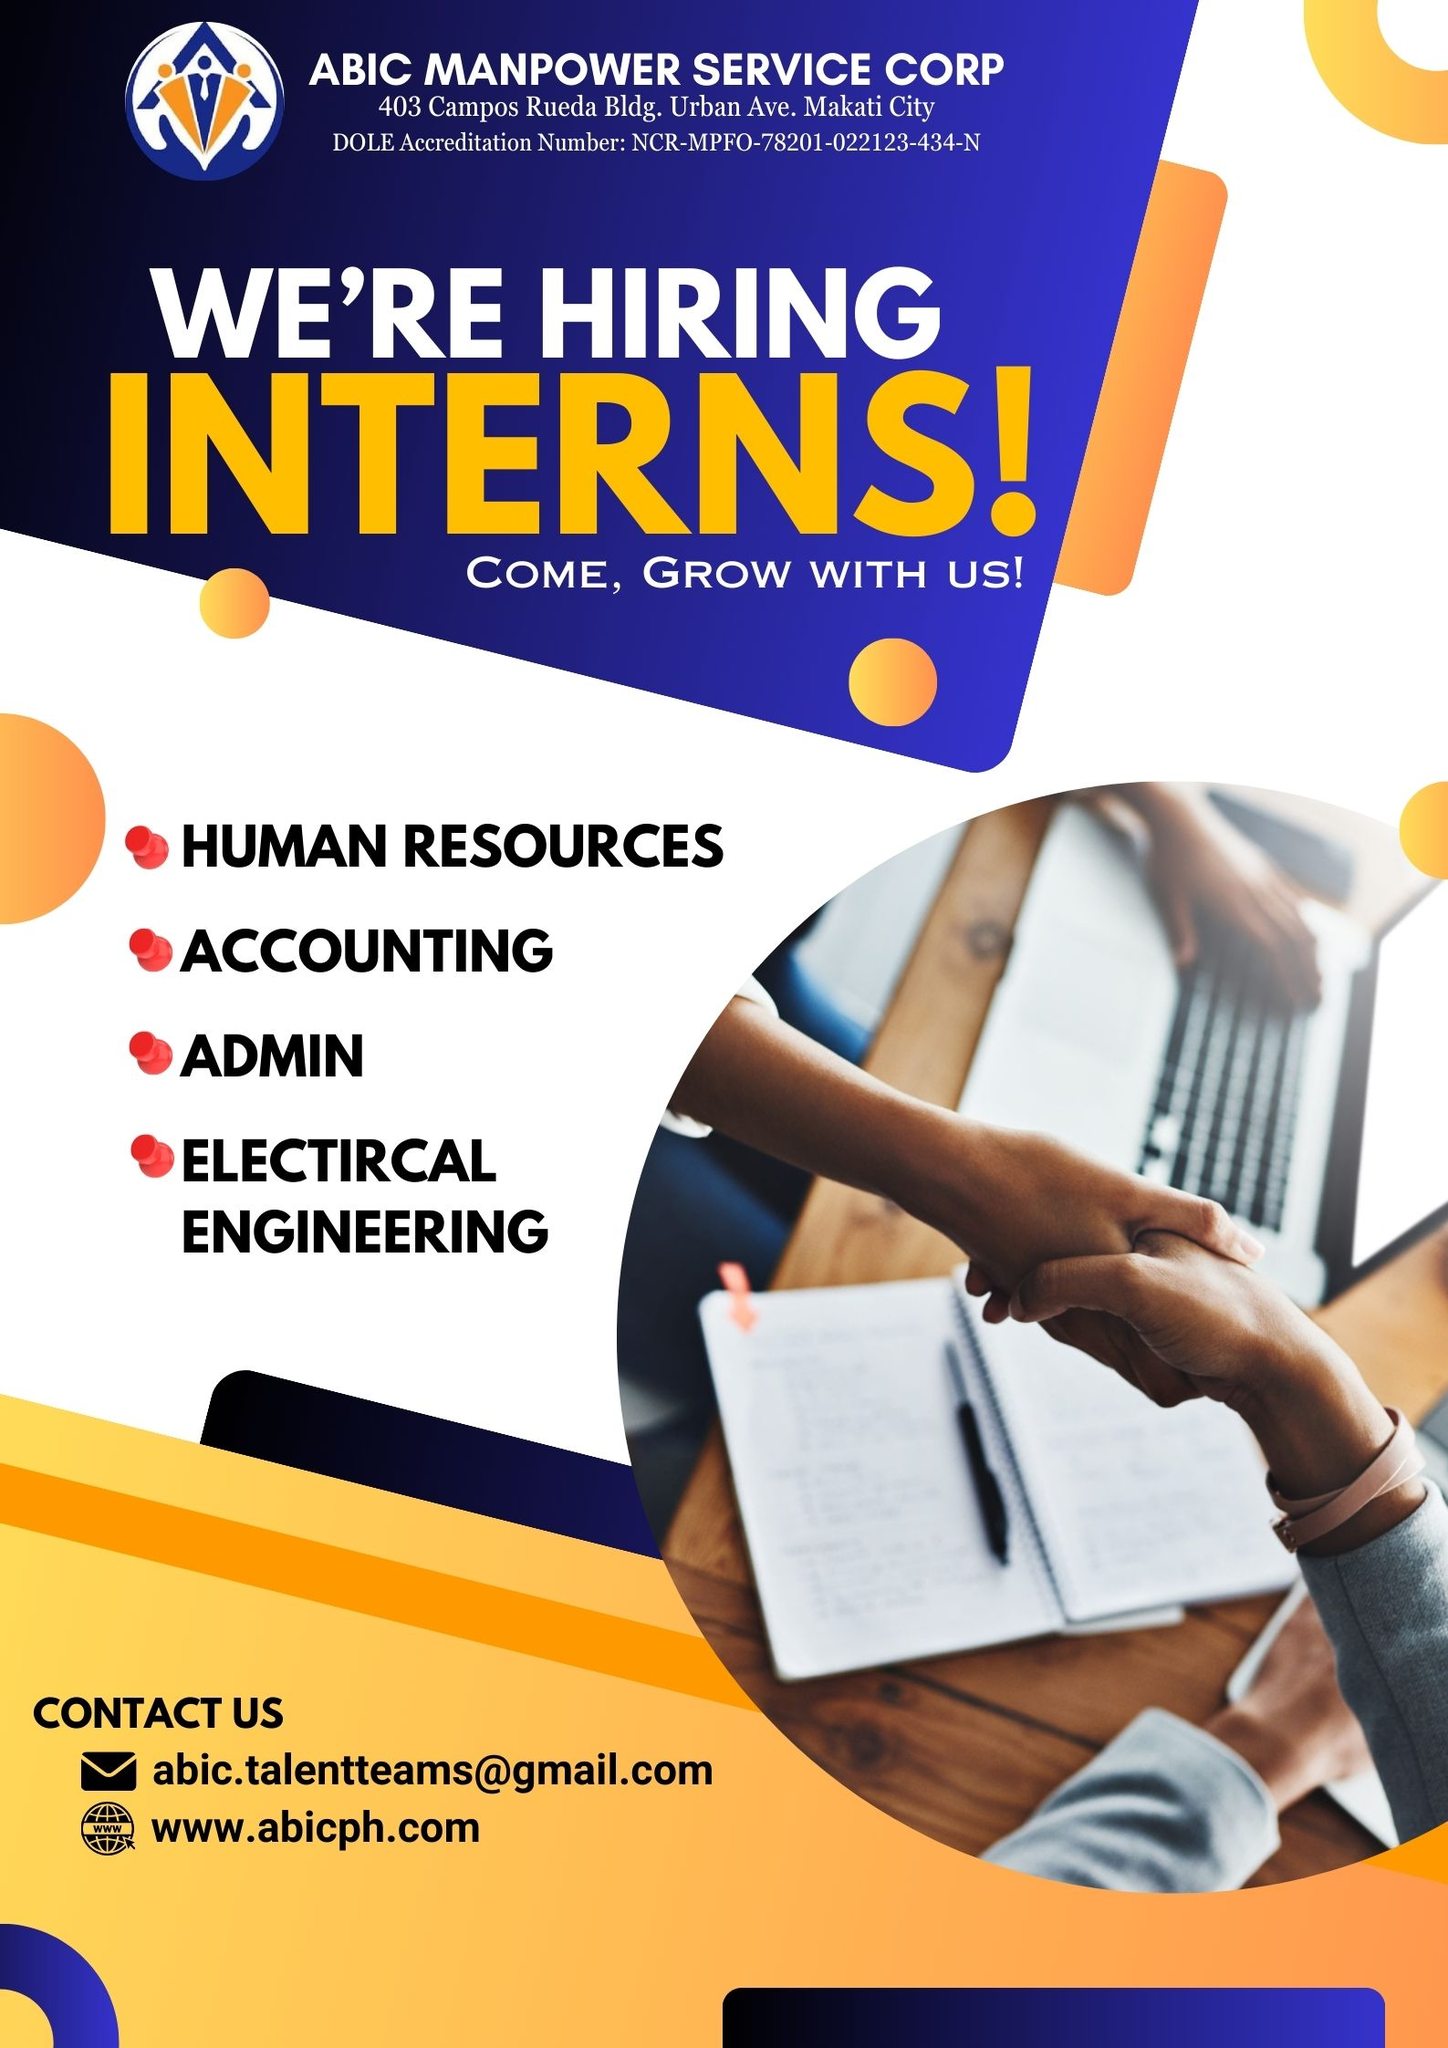 ABIC MANPOWER SERVICE CORP
403 Campos Rueda Bldg. Urban Ave. Makati City
DOLE Accreditation Number: NCR-MPFO-78201-022123-434-N
WE’RE HIRING
INTERNS!
COME, GROW WITH US!
HUMAN RESOURCES
ACCOUNTING
ADMIN
ELECTIRCAL
ENGINEERING
CONTACT US
abic.talentteams@gmail.com
www
www.abicph.com